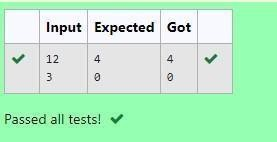 Input Expected Got
12 4 4
3 0 0
Passed all tests!